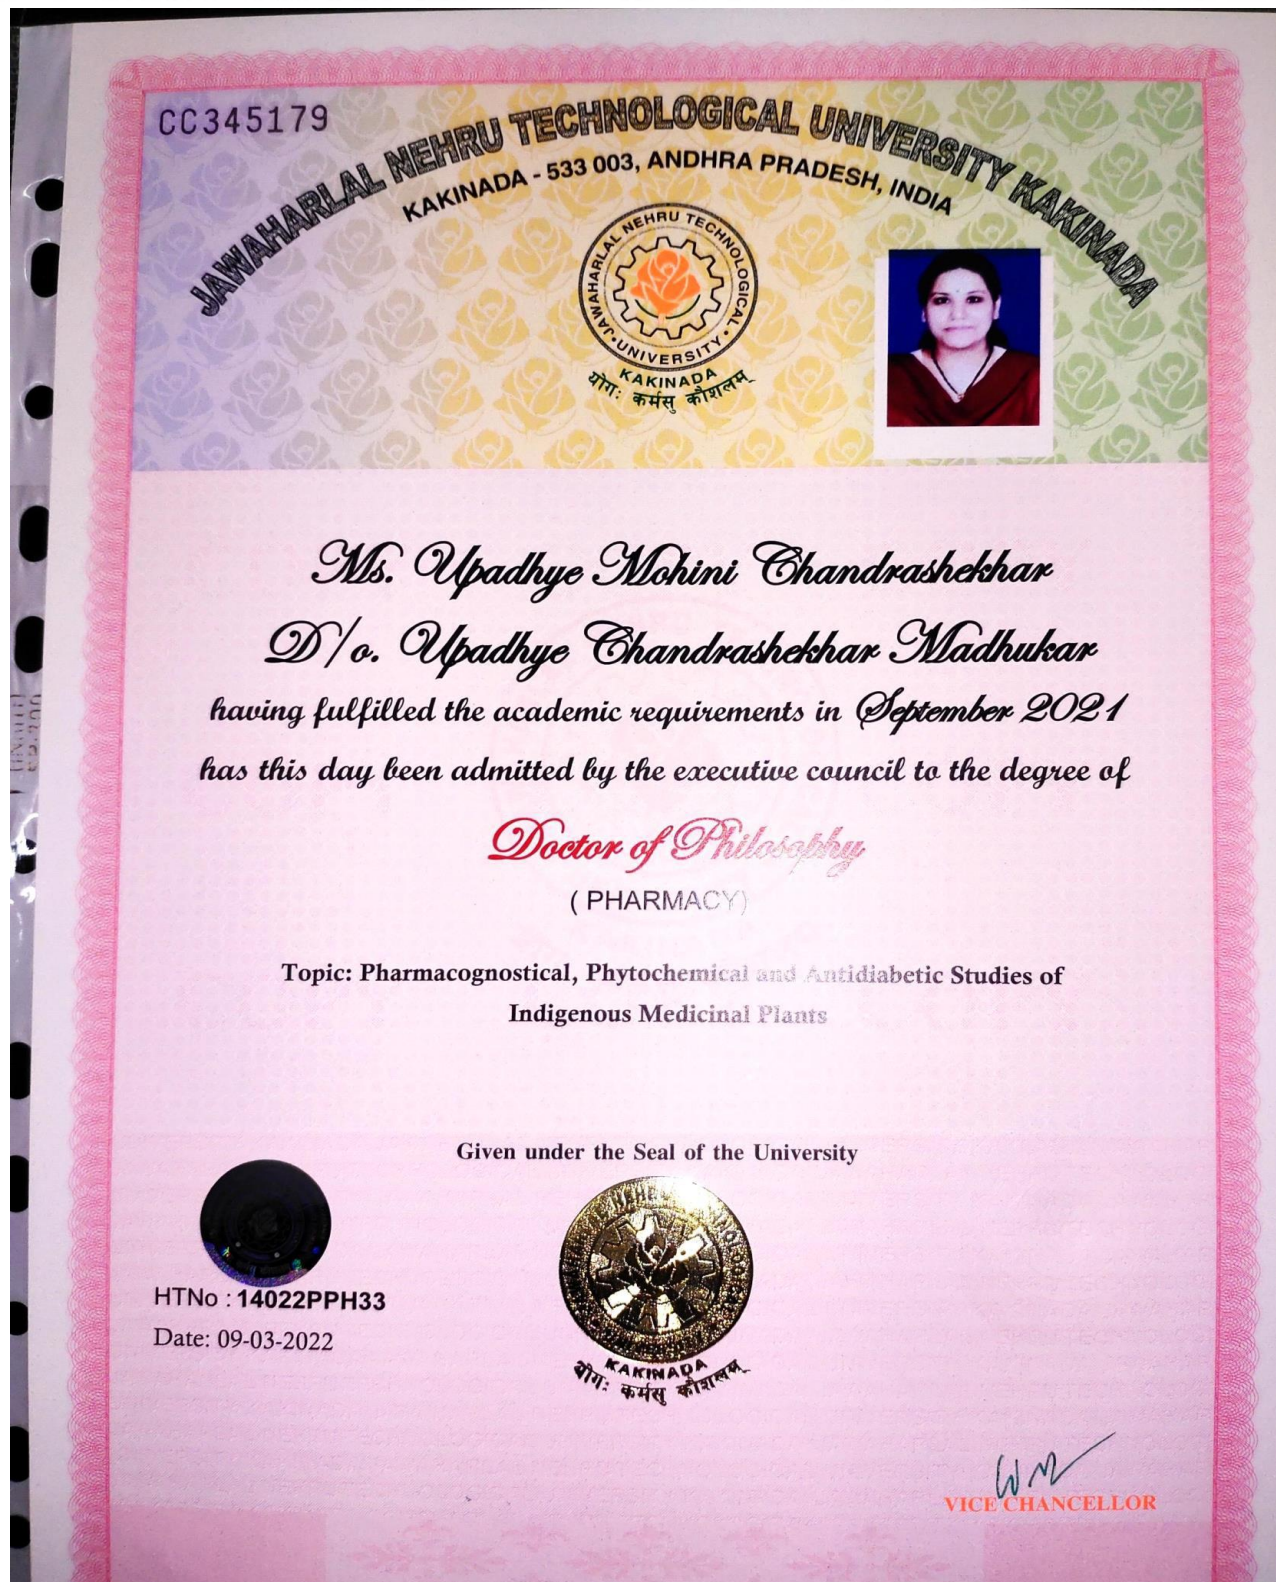 CC345179
JAWAHARLAL NEHRU TECHNOLOGICAL UNIVERSITY KAKINADA
KAKINADA - 533 003, ANDHRA PRADESH, INDIA
JAWAHARLAL NEHRU TECHNOLOGICAL
UNIVERSITY
KAKINADA
योगः कर्मसु कौशलम्
Ms. Upadhye Mohini Chandrashekhar
D/o. Upadhye Chandrashekhar Madhukar
having fulfilled the academic requirements in September 2021
has this day been admitted by the executive council to the degree of
Doctor of Philosophy
( PHARMACY)
Topic: Pharmacognostical, Phytochemical and Antidiabetic Studies of
Indigenous Medicinal Plants
Given under the Seal of the University
HTNo : 14022PPH33
Date: 09-03-2022
KAKINADA
योगः कर्मसु कौशलम्
VICE CHANCELLOR